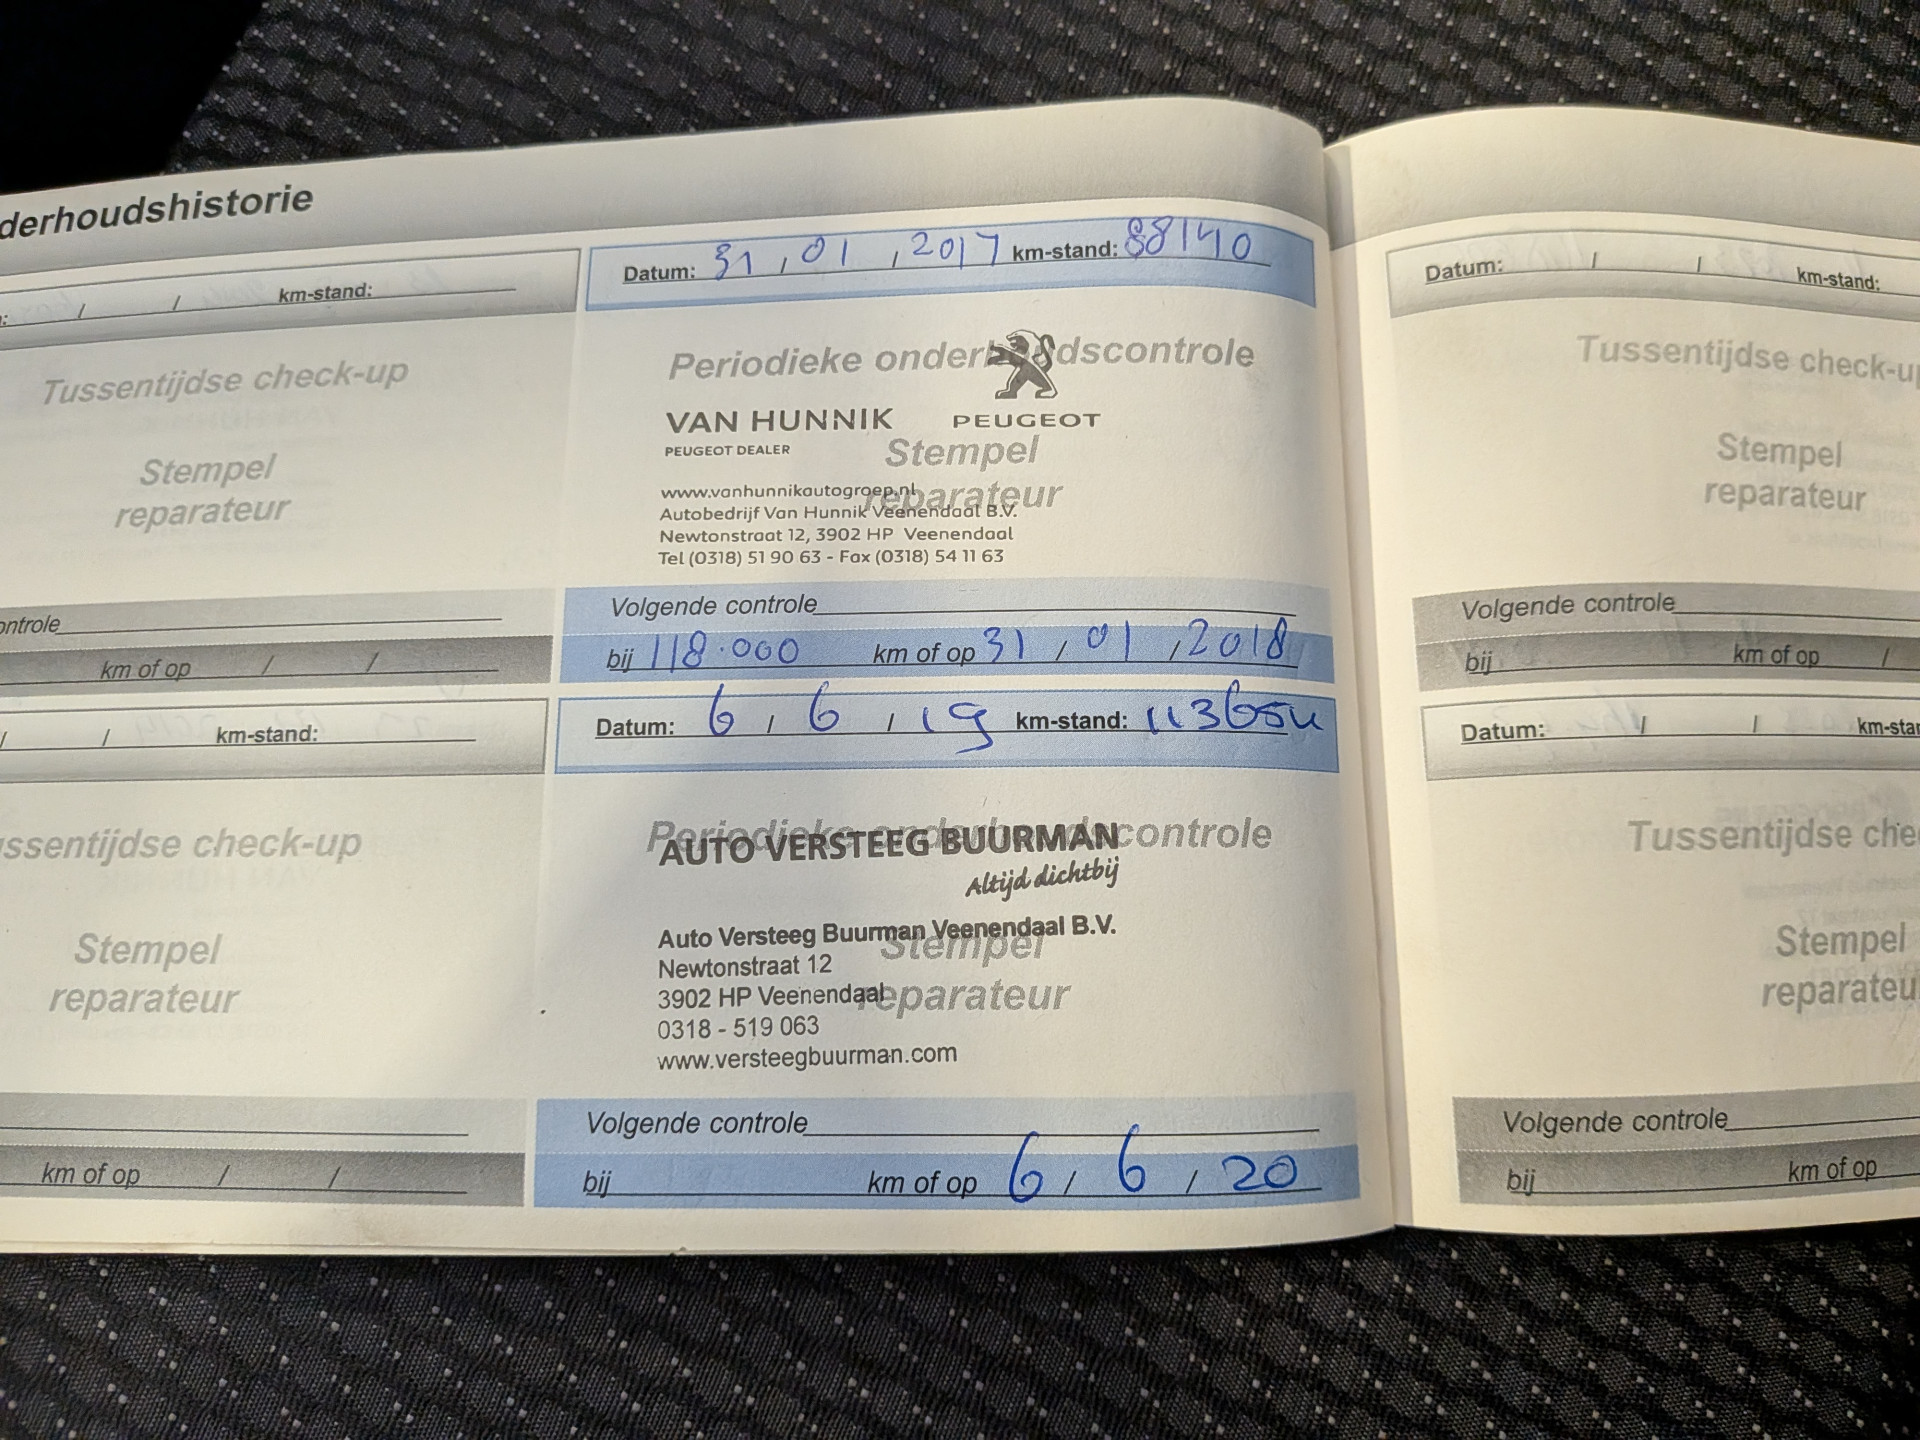 derhoudshistorie
/ / km-stand:
Tussentijdse check-up
Stempel
reparateur
ontrole
km of op / /
/ / km-stand:
ssentijdse check-up
Stempel
reparateur
km of op / /
Datum: 31 / 01 / 2017 km-stand: 88140
Periodieke onderhoudscontrole
VAN HUNNIK PEUGEOT
PEUGEOT DEALER
Stempel
reparateur
www.vanhunnikautogroep.nl
Autobedrijf Van Hunnik Veenendaal B.V.
Newtonstraat 12, 3902 HP Veenendaal
Tel (0318) 51 90 63 - Fax (0318) 54 11 63
Volgende controle
bij 118.000 km of op 31 / 01 / 2018
Datum: 6 / 6 / 19 km-stand:
Periodieke onderhoudscontrole
AUTO VERSTEEG BUURMAN
Altijd dichtbij
Auto Versteeg Buurman Veenendaal B.V.
Stempel
Newtonstraat 12
3902 HP Veenendaal
reparateur
0318 - 519 063
www.versteegbuurman.com
Volgende controle
bij km of op 6 / 6 / 20
Datum: / / km-stand:
Tussentijdse check-u
Stempel
reparateur
Volgende controle
bij km of op /
Datum: / / km-sta
Tussentijdse che
Stempel
reparateu
Volgende controle
bij km of op